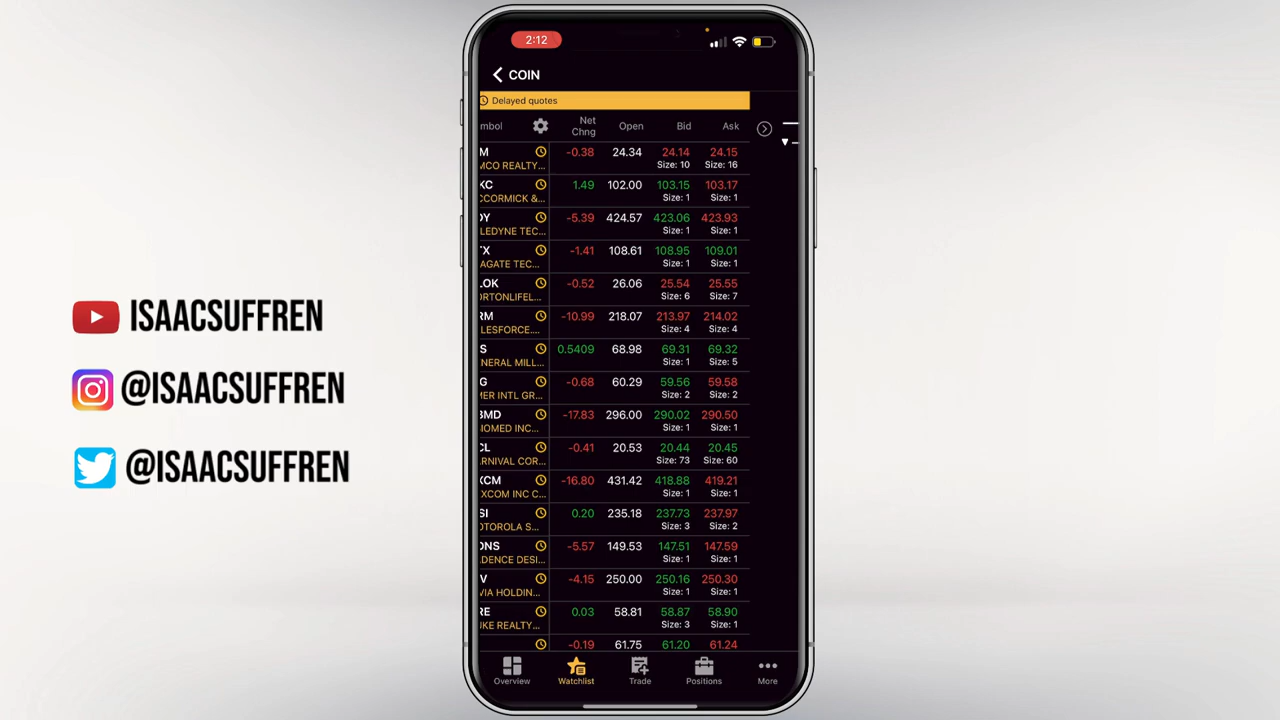 ISAACSUFFREN
@ISAACSUFFREN
@ISAACSUFFREN
2:12
COIN
Delayed quotes
mbol Net Chng Open Bid Ask
M -0.38 24.34 24.14 24.15
MCO REALTY... Size: 10 Size: 16
KC 1.49 102.00 103.15 103.17
CCORMICK &... Size: 1 Size: 1
DY -5.39 424.57 423.06 423.93
LEDYNE TEC... Size: 1 Size: 1
TX -1.41 108.61 108.95 109.01
AGATE TEC... Size: 1 Size: 1
LOK -0.52 26.06 25.54 25.55
ORTONLIFEL... Size: 6 Size: 7
RM -10.99 218.07 213.97 214.02
LESFORCE.... Size: 4 Size: 4
S 0.5409 68.98 69.31 69.32
NERAL MILL... Size: 1 Size: 5
G -0.68 60.29 59.56 59.58
MER INTL GR... Size: 2 Size: 2
BMD -17.83 296.00 290.02 290.50
BIOMED INC... Size: 1 Size: 1
CL -0.41 20.53 20.44 20.45
ARNIVAL COR... Size: 73 Size: 60
XCM -16.80 431.42 418.88 419.21
EXCOM INC C... Size: 1 Size: 1
SI 0.20 235.18 237.73 237.97
OTOROLA S... Size: 3 Size: 2
DNS -5.57 149.53 147.51 147.59
ADENCE DESI... Size: 1 Size: 1
V -4.15 250.00 250.16 250.30
VIA HOLDIN... Size: 1 Size: 1
RE 0.03 58.81 58.87 58.90
UKE REALTY... Size: 3 Size: 1
-0.19 61.75 61.20 61.24
Overview Watchlist Trade Positions More